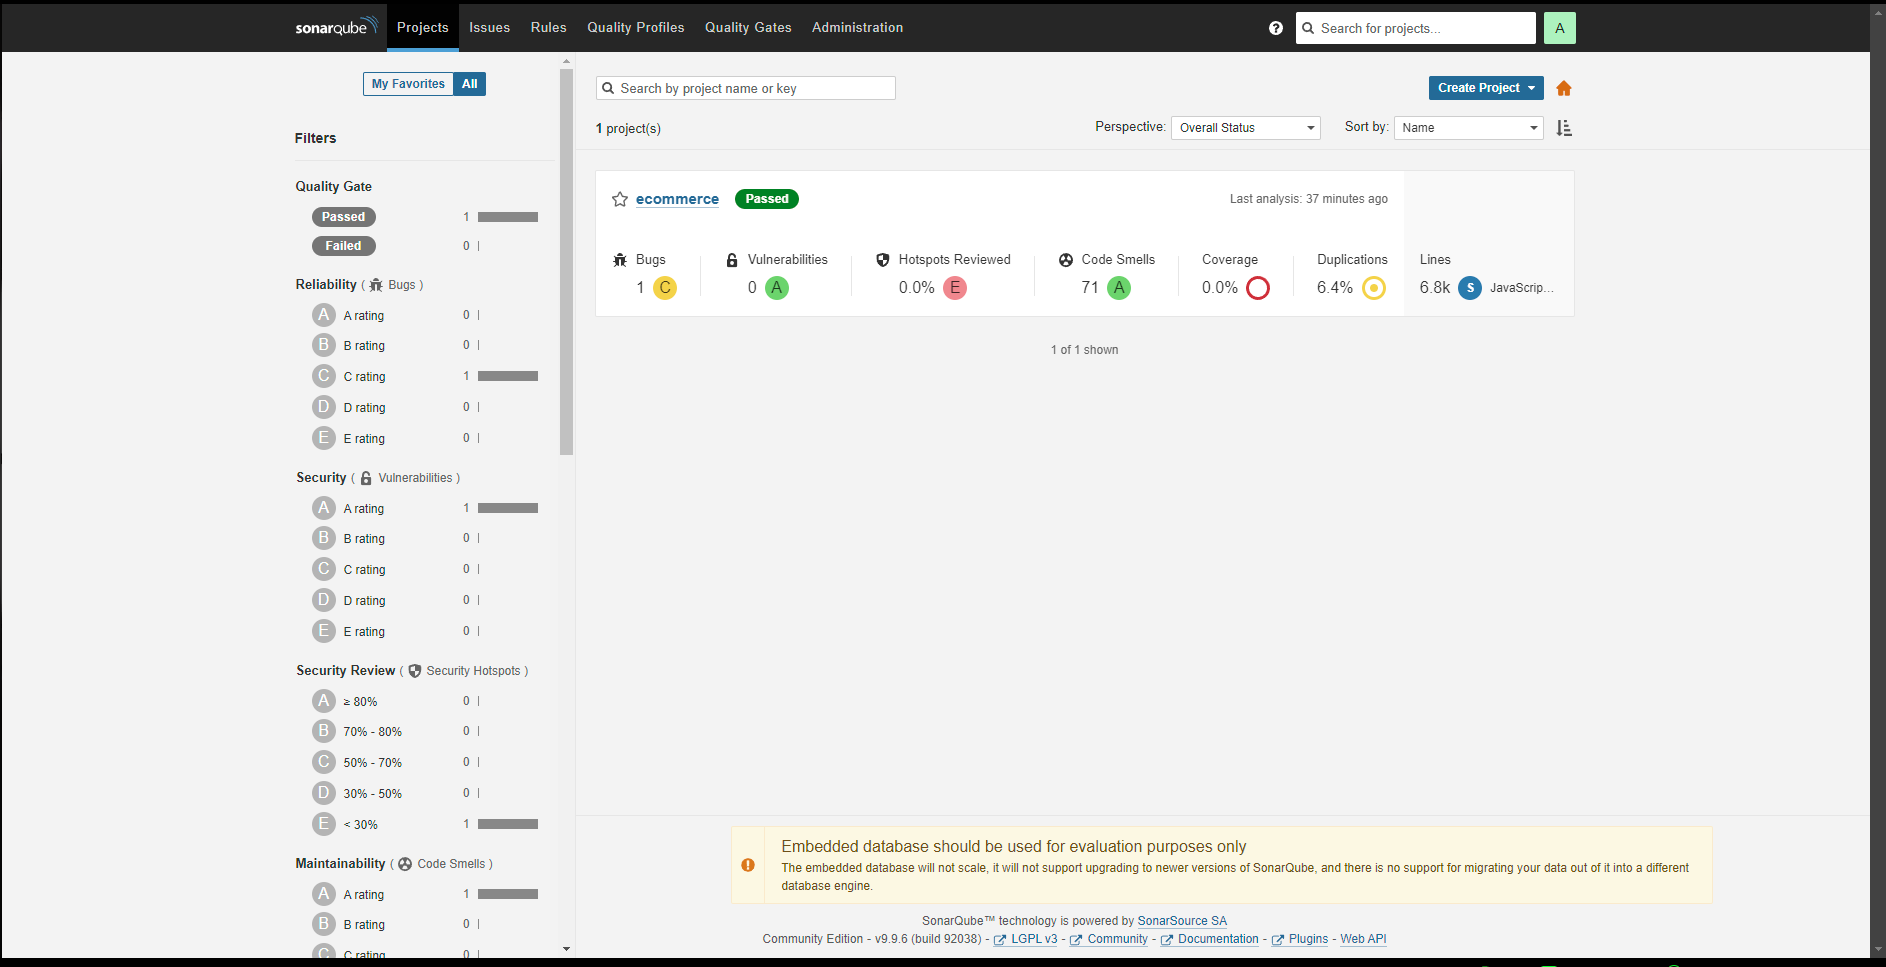 sonarqube Projects Issues Rules Quality Profiles Quality Gates Administration ? Search for projects... A
My Favorites All
Filters
Quality Gate
Passed 1
Failed 0
Reliability ( Bugs )
A A rating 0
B B rating 0
C C rating 1
D D rating 0
E E rating 0
Security ( Vulnerabilities )
A A rating 1
B B rating 0
C C rating 0
D D rating 0
E E rating 0
Security Review ( Security Hotspots )
A ≥ 80% 0
B 70% - 80% 0
C 50% - 70% 0
D 30% - 50% 0
E < 30% 1
Maintainability ( Code Smells )
A A rating 1
B B rating 0
C C rating 0
Search by project name or key Create Project
1 project(s) Perspective: Overall Status Sort by: Name
ecommerce Passed Last analysis: 37 minutes ago
Bugs Vulnerabilities Hotspots Reviewed Code Smells Coverage Duplications Lines
1 C 0 A 0.0% E 71 A 0.0% 6.4% 6.8k S JavaScrip...
1 of 1 shown
Embedded database should be used for evaluation purposes only
The embedded database will not scale, it will not support upgrading to newer versions of SonarQube, and there is no support for migrating your data out of it into a different
database engine.
SonarQube™ technology is powered by SonarSource SA
Community Edition - v9.9.6 (build 92038) - LGPL v3 - Community - Documentation - Plugins - Web API